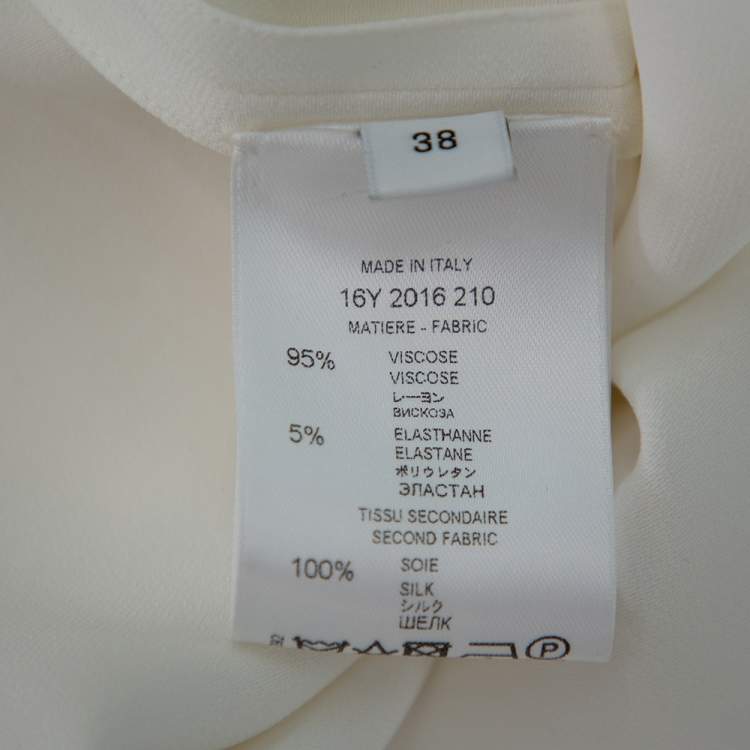 38
MADE IN ITALY
16Y 2016 210
MATIERE - FABRIC
95% VISCOSE
VISCOSE
レーヨン
ВИСКОЗА
5% ELASTHANNE
ELASTANE
ポリウレタン
ЭЛАСТАН
TISSU SECONDAIRE
SECOND FABRIC
100% SOIE
SILK
シルク
ШЕЛК
P